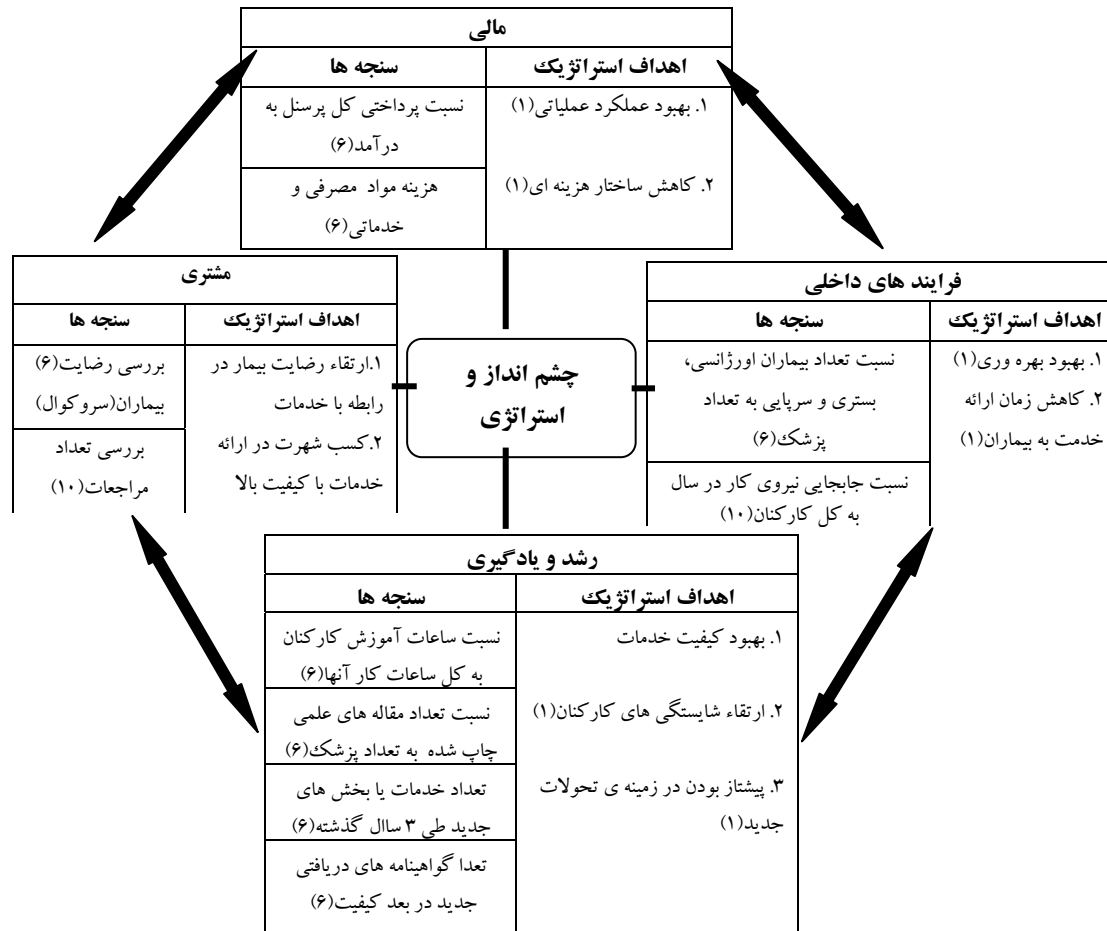 مالی
اهداف استراتژیک
سنجه ها
۱. بهبود عملکرد عملیاتی(۱)
۲. کاهش ساختار هزینه ای(۱)
نسبت پرداختی کل پرسنل به
درآمد(۶)
هزینه مواد مصرفی و
خدماتی(۶)
فرایند های داخلی
اهداف استراتژیک
سنجه ها
۱. بهبود بهره وری(۱)
۲. کاهش زمان ارائه
خدمت به بیماران(۱)
نسبت تعداد بیماران اورژانسی،
بستری و سرپایی به تعداد
پزشک(۶)
نسبت جابجایی نیروی کار در سال
به کل کارکنان(۱۰)
چشم انداز و
استراتژی
مشتری
اهداف استراتژیک
سنجه ها
۱.ارتقاء رضایت بیمار در
رابطه با خدمات
۲.کسب شهرت در ارائه
خدمات با کیفیت بالا
بررسی رضایت(۶)
بیماران(سروکوال)
بررسی تعداد
مراجعات(۱۰)
رشد و یادگیری
اهداف استراتژیک
سنجه ها
۱. بهبود کیفیت خدمات
۲. ارتقاء شایستگی های کارکنان(۱)
۳. پیشتاز بودن در زمینه ی تحولات
جدید(۱)
نسبت ساعات آموزش کارکنان
به کل ساعات کار آنها(۶)
نسبت تعداد مقاله های علمی
چاپ شده به تعداد پزشک(۶)
تعداد خدمات یا بخش های
جدید طی ۳ ساال گذشته(۶)
تعدا گواهینامه های دریافتی
جدید در بعد کیفیت(۶)